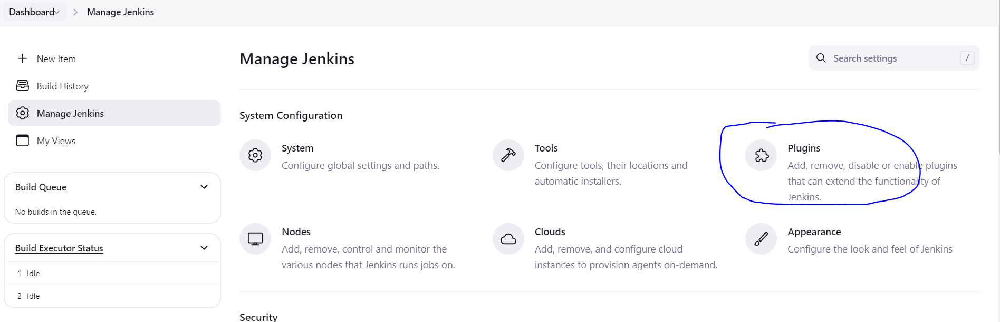 Dashboard
Manage Jenkins
New Item
Build History
Manage Jenkins
My Views
Build Queue
No builds in the queue.
Build Executor Status
1 Idle
2 Idle
Manage Jenkins
Search settings
/
System Configuration
System
Configure global settings and paths.
Tools
Configure tools, their locations and
automatic installers.
Plugins
Add, remove, disable or enable plugins
that can extend the functionality of
Jenkins.
Nodes
Add, remove, control and monitor the
various nodes that Jenkins runs jobs on.
Clouds
Add, remove, and configure cloud
instances to provision agents on-demand.
Appearance
Configure the look and feel of Jenkins
Security